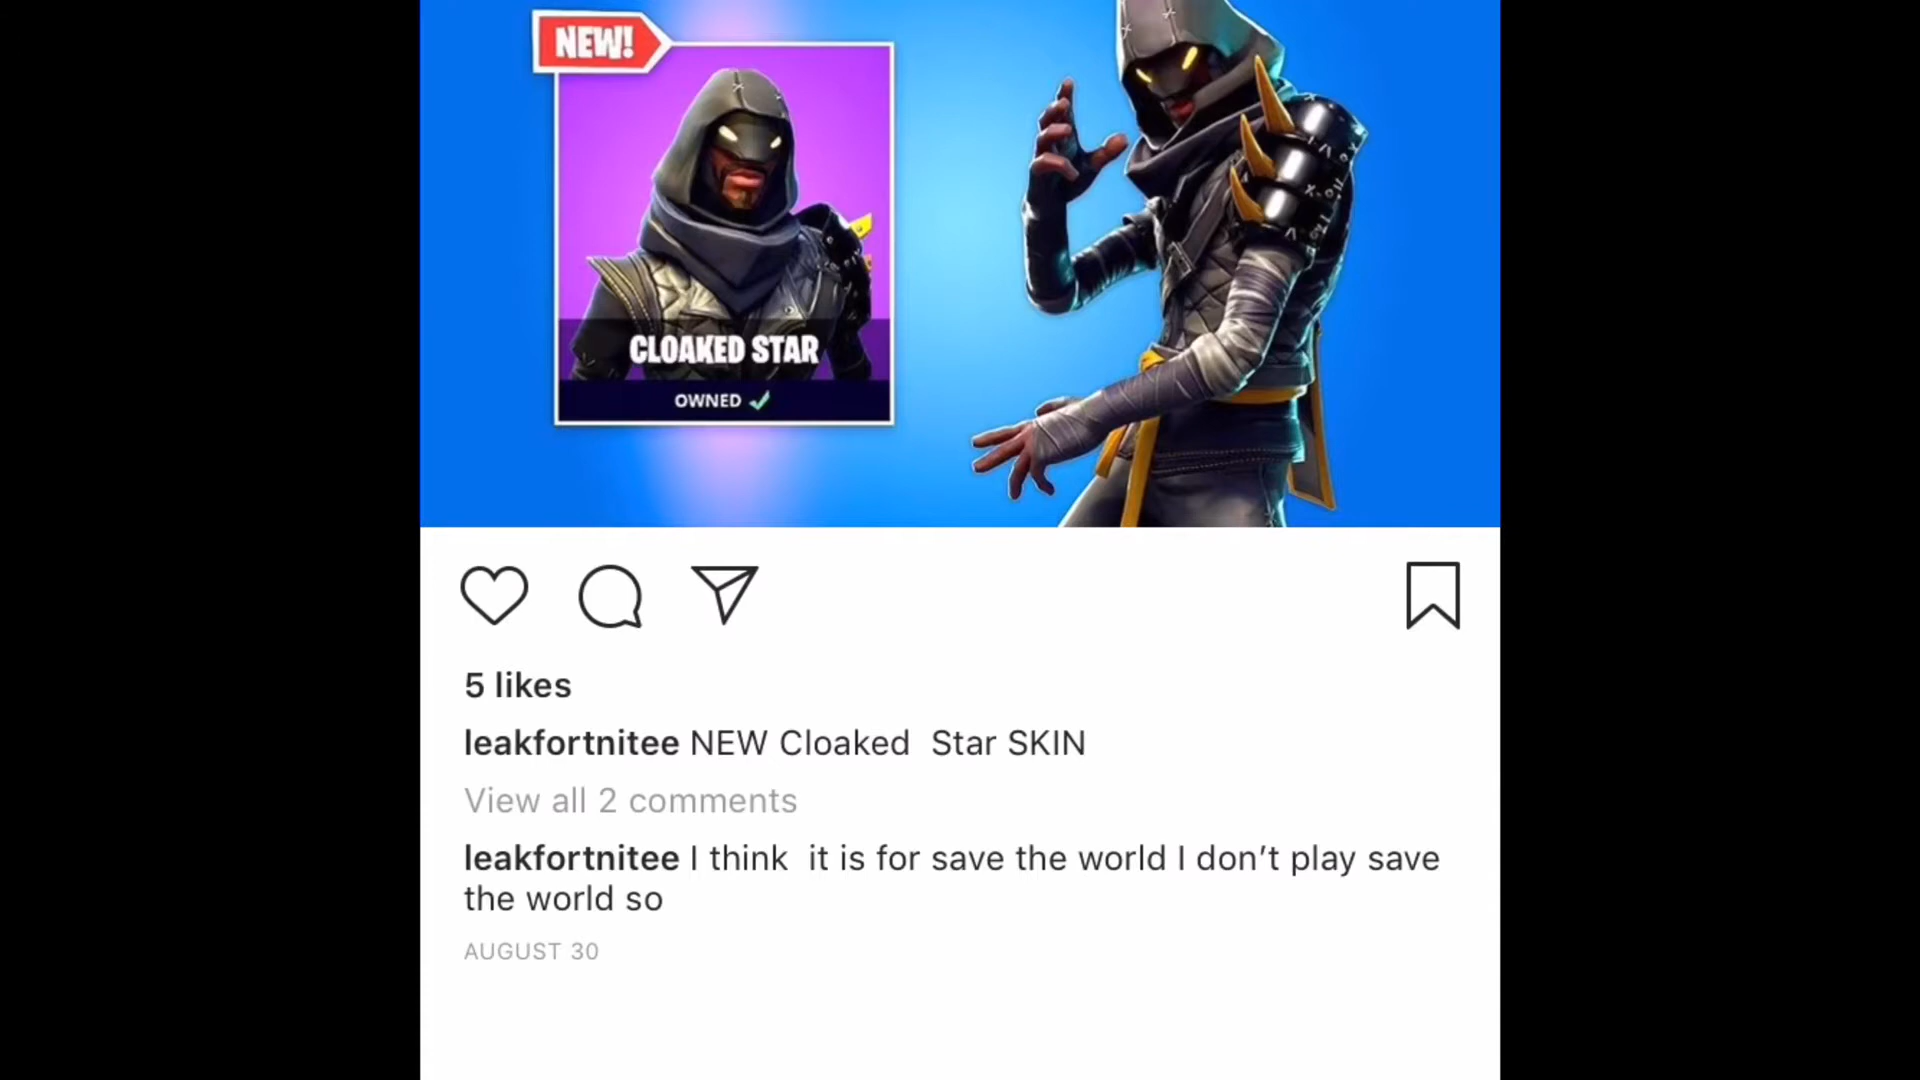 NEW!
CLOAKED STAR
OWNED
5 likes
leakfortnitee NEW Cloaked  Star SKIN
View all 2 comments
leakfortnitee I think  it is for save the world I don’t play save
the world so
AUGUST 30